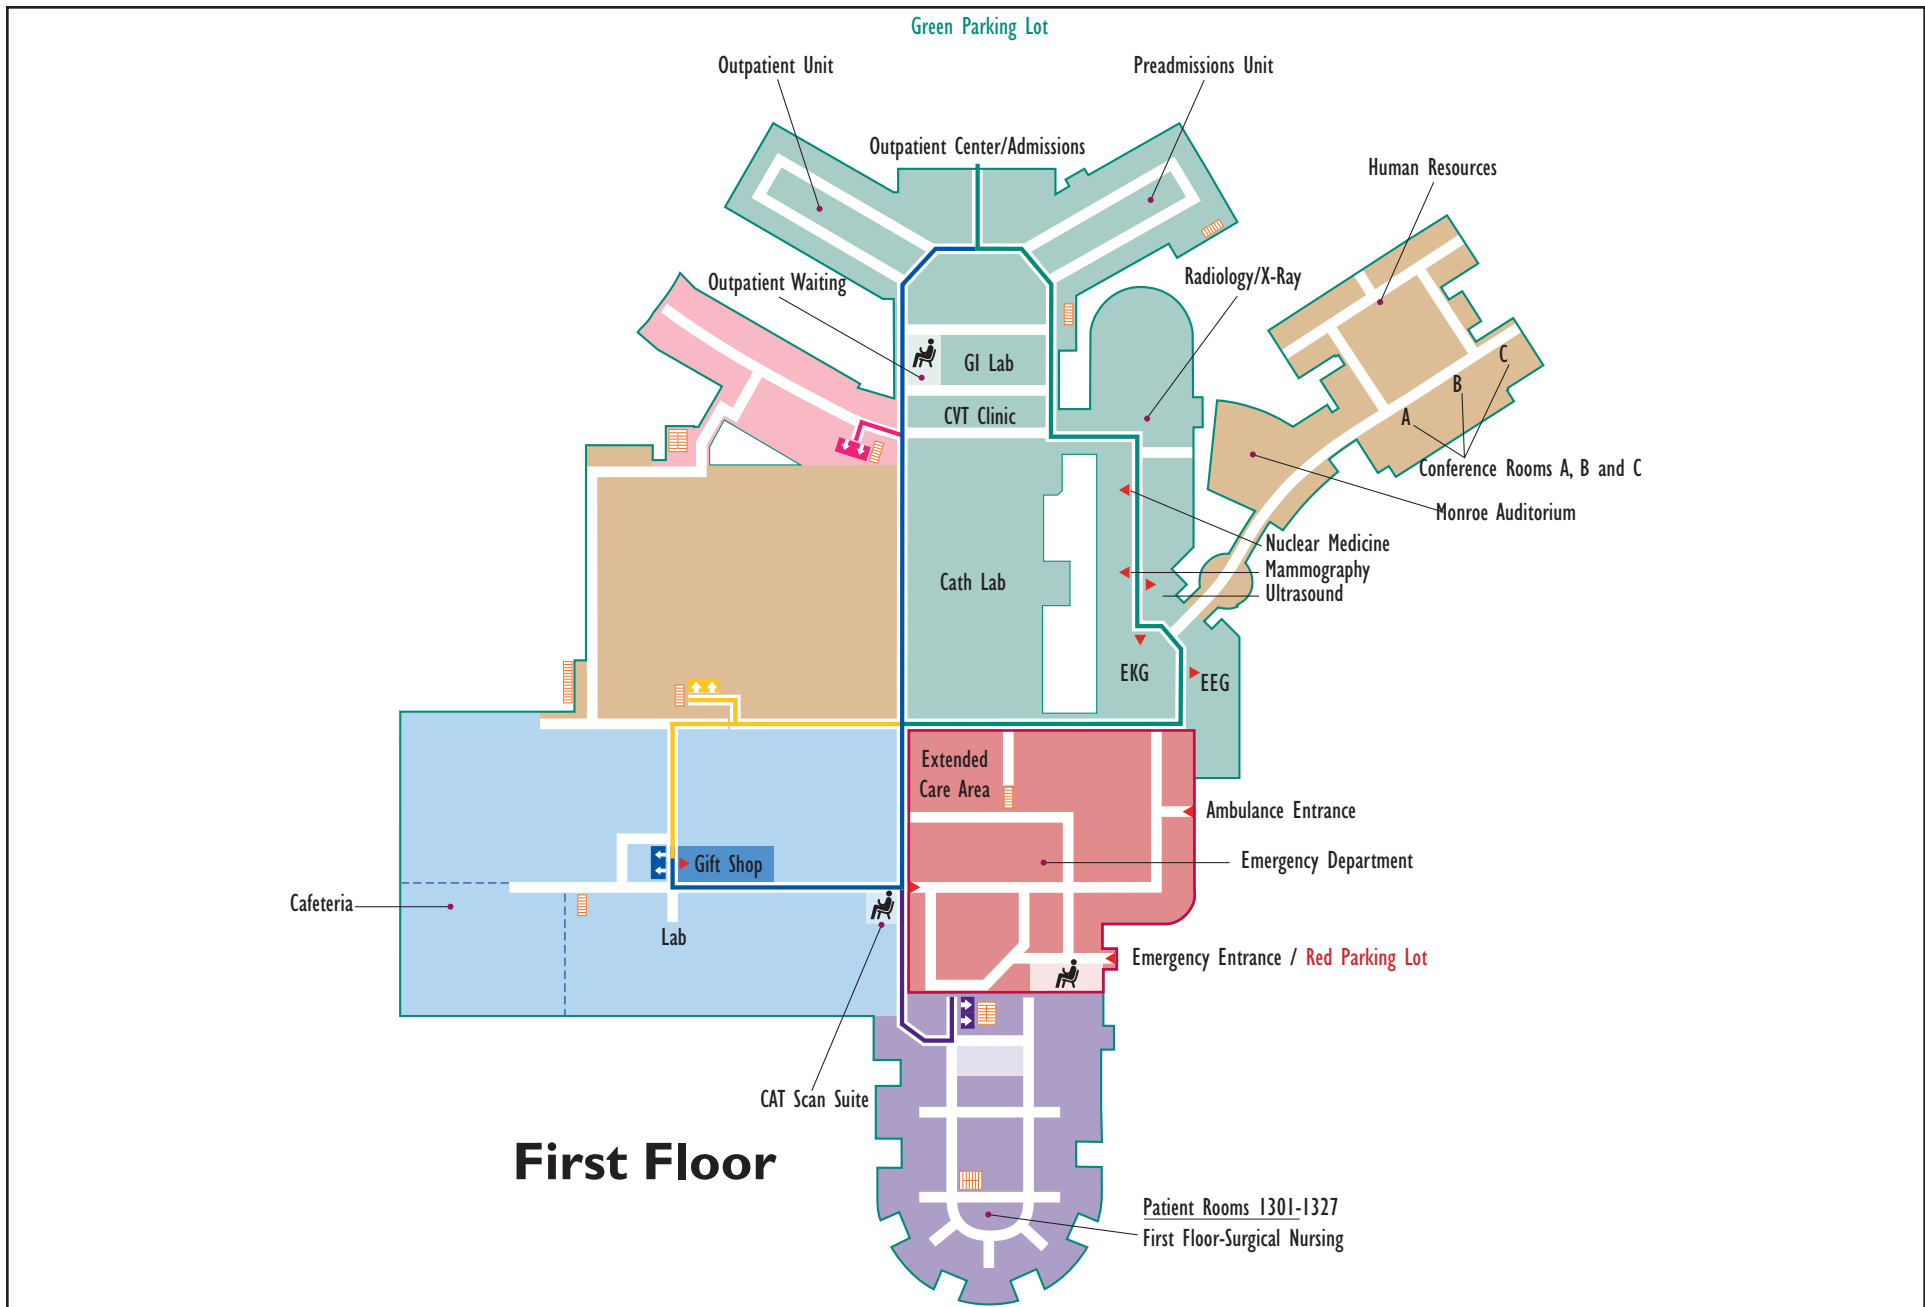 Green Parking Lot
Outpatient Unit
Preadmissions Unit
Outpatient Center/Admissions
Human Resources
Outpatient Waiting
Radiology/X-Ray
GI Lab
C
B
A
CVT Clinic
Conference Rooms A, B and C
Monroe Auditorium
Nuclear Medicine
Mammography
Ultrasound
Cath Lab
EKG
EEG
Extended
Care Area
Ambulance Entrance
Emergency Department
Gift Shop
Cafeteria
Lab
Emergency Entrance / Red Parking Lot
CAT Scan Suite
First Floor
Patient Rooms 1301-1327
First Floor-Surgical Nursing